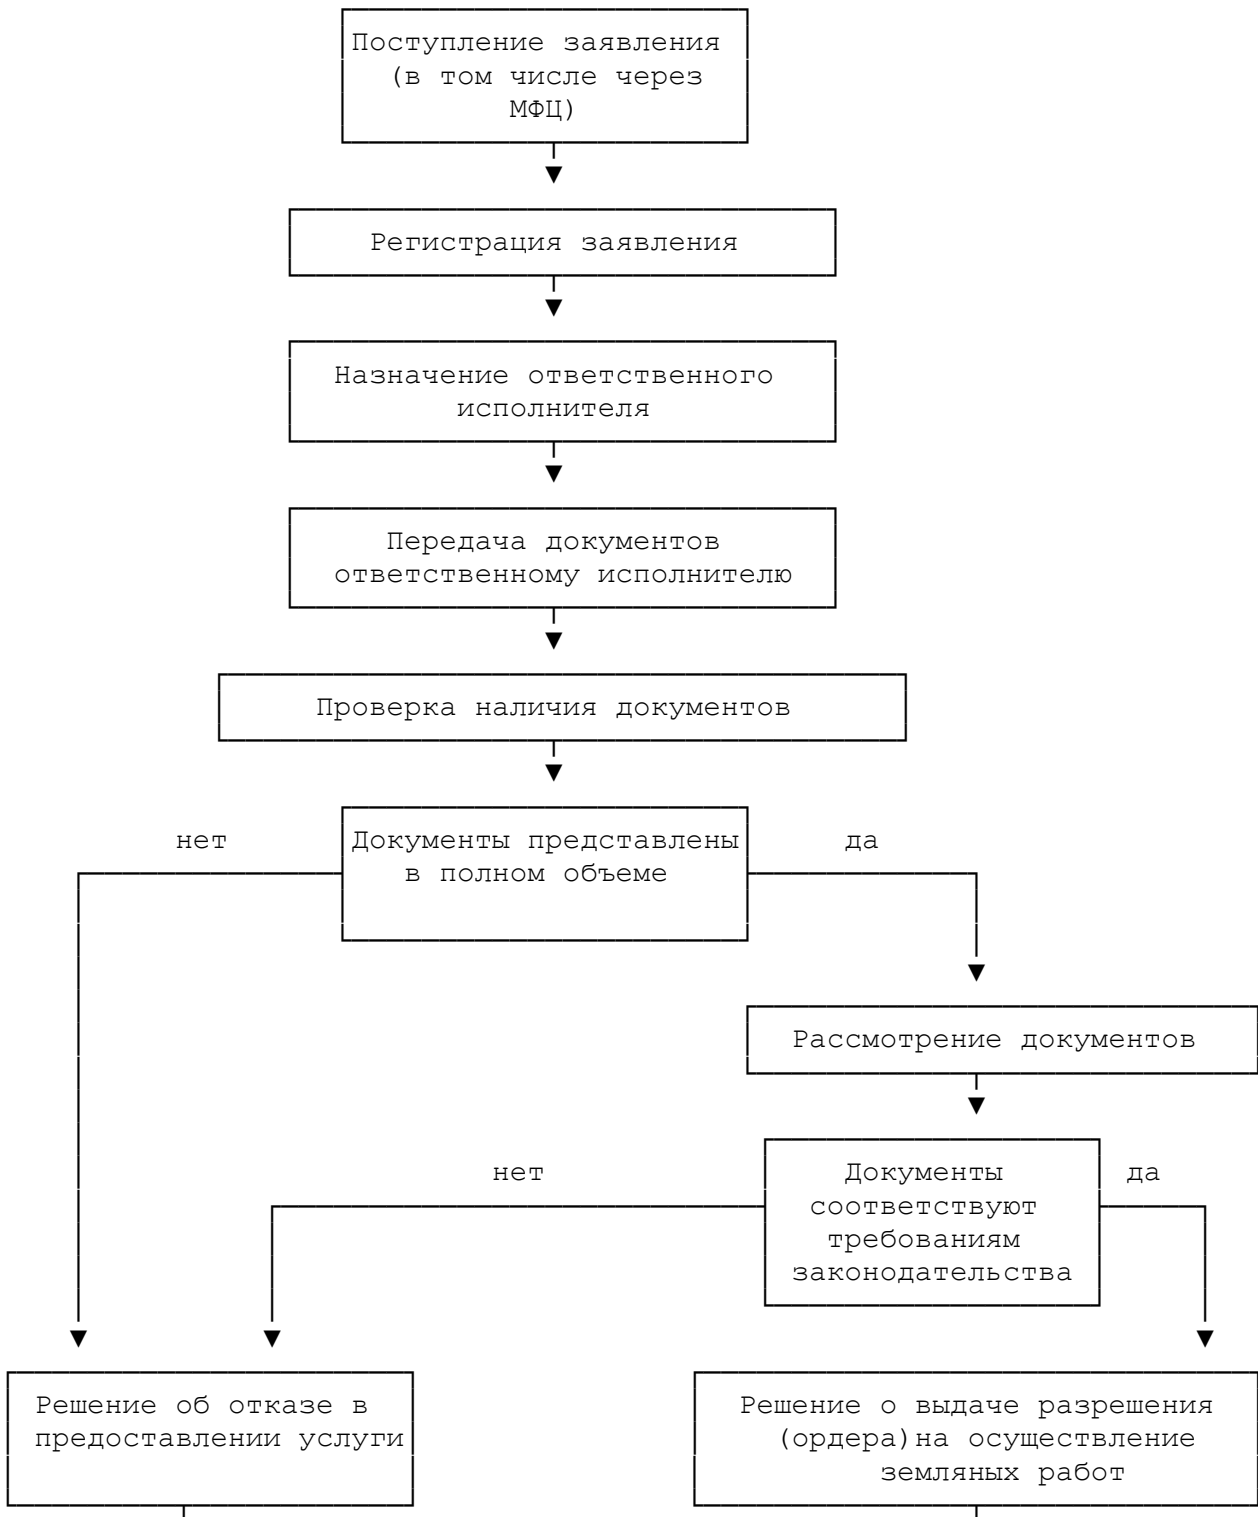 Поступление заявления
(в том числе через
МФЦ)
Регистрация заявления
Назначение ответственного
исполнителя
Передача документов
ответственному исполнителю
Проверка наличия документов
нет
Документы представлены
в полном объеме
да
Рассмотрение документов
нет
Документы
соответствуют
требованиям
законодательства
да
Решение об отказе в
предоставлении услуги
Решение о выдаче разрешения
(ордера)на осуществление
земляных работ